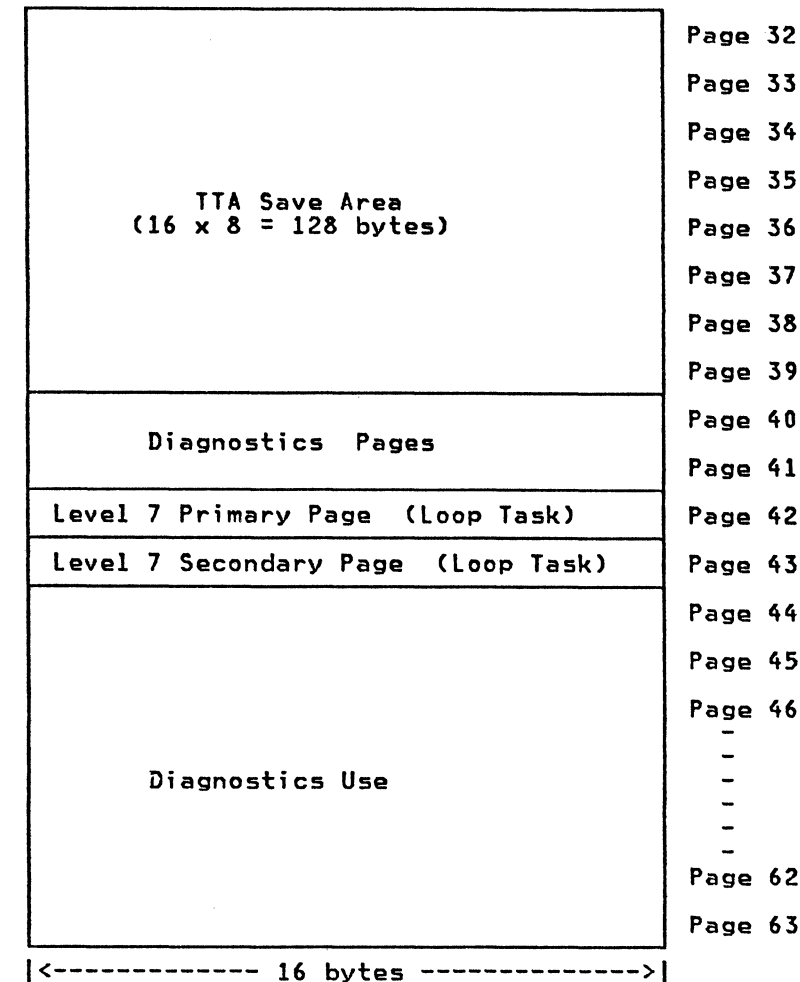 Page 32
Page 33
Page 34
Page 35
TTA Save Area
(16 x 8 = 128 bytes)
Page 36
Page 37
Page 38
Page 39
Page 40
Diagnostics Pages
Page 41
Level 7 Primary Page (Loop Task) Page 42
Level 7 Secondary Page (Loop Task) Page 43
Page 44
Page 45
Page 46
-
-
-
Diagnostics Use
-
-
-
Page 62
Page 63
|<------------- 16 bytes ------------->|